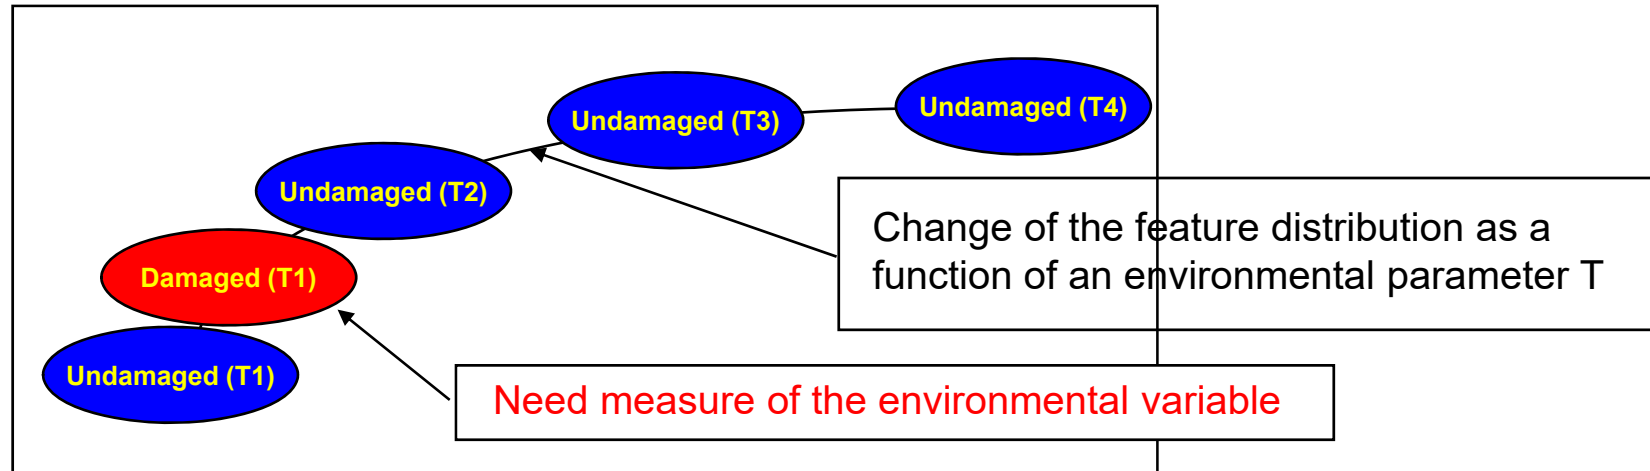 Undamaged (T4)
Undamaged (T3)
Undamaged (T2)
Change of the feature distribution as a
function of an environmental parameter T
Damaged (T1)
Undamaged (T1)
Need measure of the environmental variable